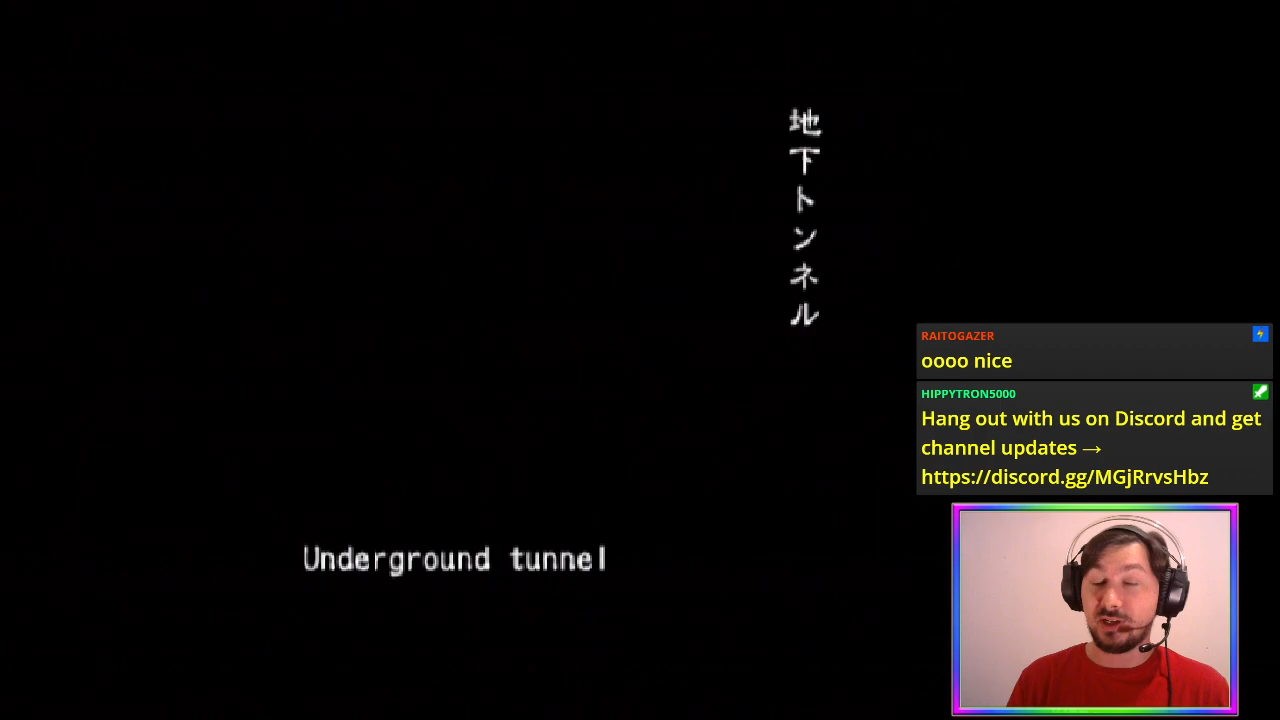 地下トンネル
Underground tunnel
RAITOGAZER
oooo nice
HIPPYTRON5000
Hang out with us on Discord and get
channel updates →
https://discord.gg/MGjRrvsHbz